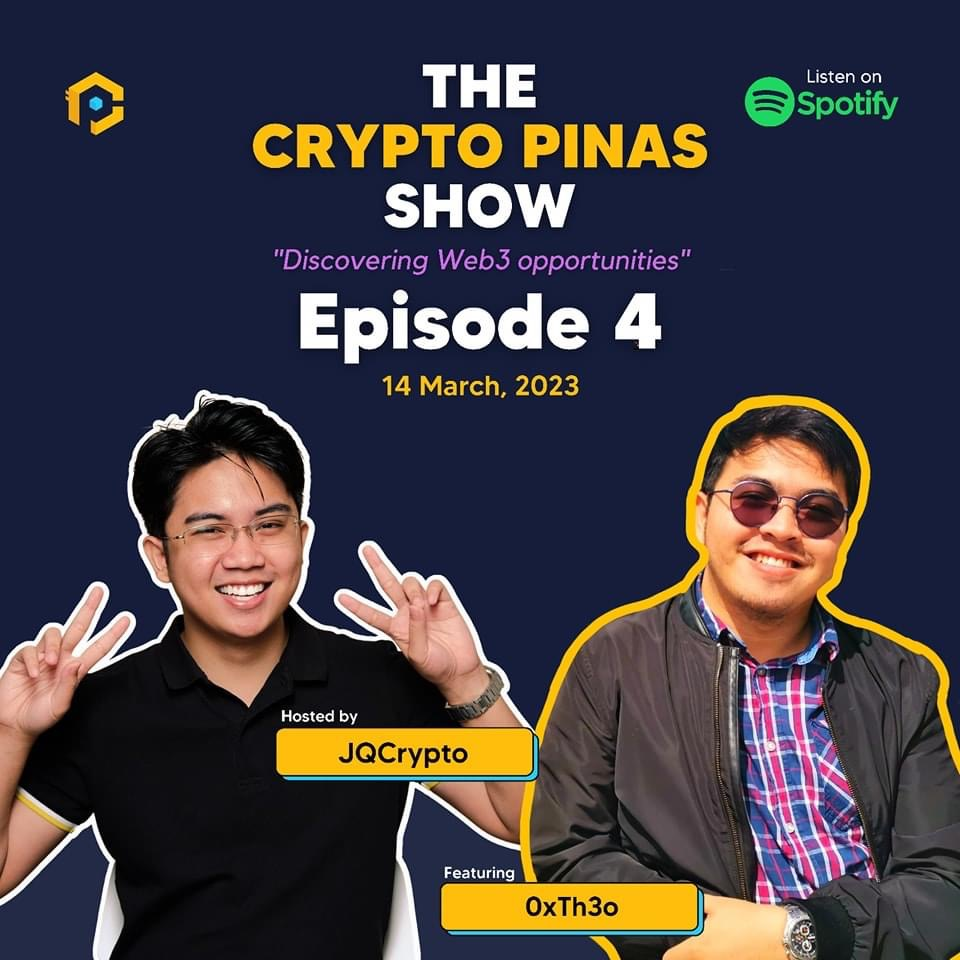 THE
CRYPTO PINAS
SHOW
"Discovering Web3 opportunities"
Episode 4
14 March, 2023
Listen on
Spotify
Hosted by
JQCrypto
Featuring
0xTh3o